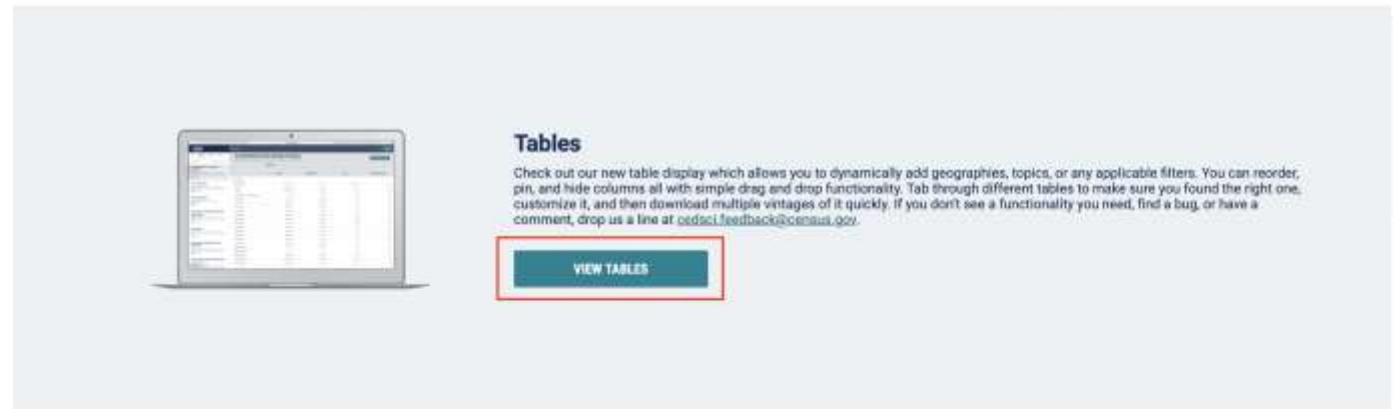 Tables
Check out our new table display which allows you to dynamically add geographies, topics, or any applicable filters. You can reorder,
pin, and hide columns all with simple drag and drop functionality. Tab through different tables to make sure you found the right one,
customize it, and then download multiple vintages of it quickly. If you don't see a functionality you need, find a bug, or have a
comment, drop us a line at cedsci.feedback@census.gov.
VIEW TABLES